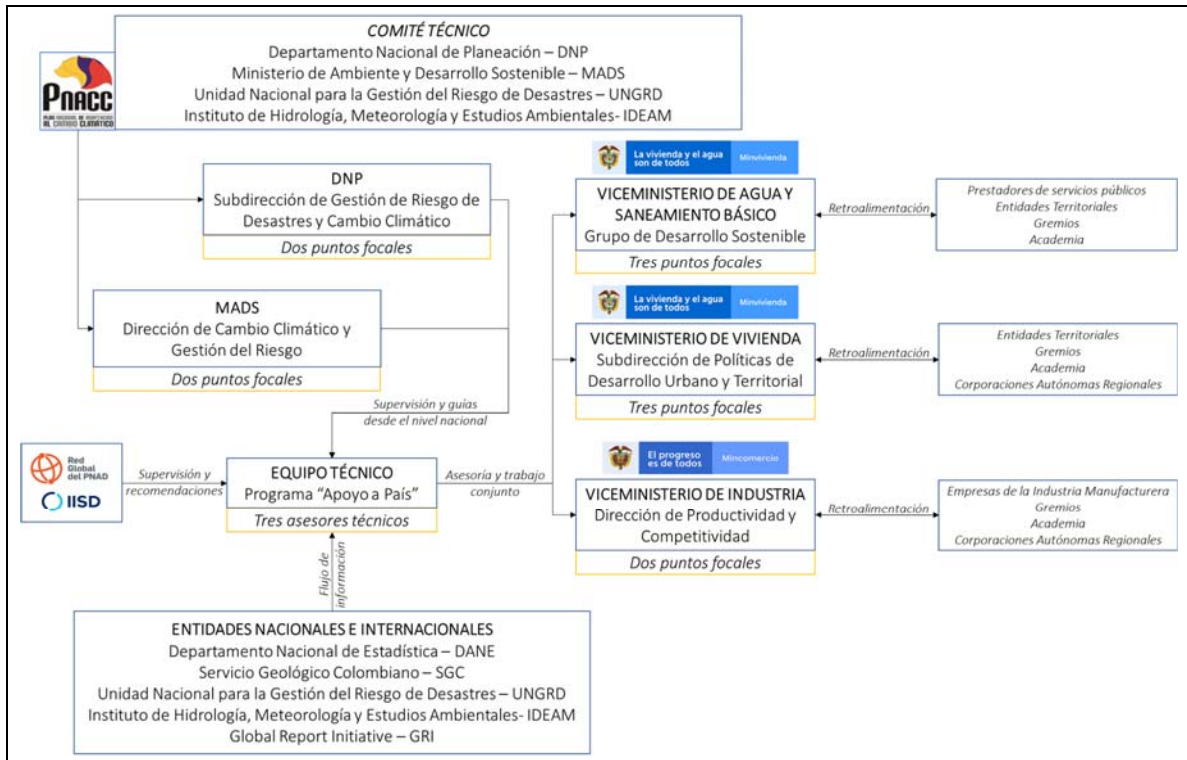 COMITÉ TÉCNICO
Departamento Nacional de Planeación – DNP
Ministerio de Ambiente y Desarrollo Sostenible – MADS
Unidad Nacional para la Gestión del Riesgo de Desastres – UNGRD
Instituto de Hidrología, Meteorología y Estudios Ambientales- IDEAM
PNACC
PLAN NACIONAL DE ADAPTACIÓN
AL CAMBIO CLIMÁTICO
DNP
Subdirección de Gestión de Riesgo de
Desastres y Cambio Climático
Dos puntos focales
MADS
Dirección de Cambio Climático y
Gestión del Riesgo
Dos puntos focales
Supervisión y guías
desde el nivel nacional
Red
Global
del PNAD
IISD
Supervisión y
recomendaciones
EQUIPO TÉCNICO
Programa “Apoyo a País”
Tres asesores técnicos
Asesoría y trabajo
conjunto
Flujo de
información
ENTIDADES NACIONALES E INTERNACIONALES
Departamento Nacional de Estadística – DANE
Servicio Geológico Colombiano – SGC
Unidad Nacional para la Gestión del Riesgo de Desastres – UNGRD
Instituto de Hidrología, Meteorología y Estudios Ambientales- IDEAM
Global Report Initiative – GRI
La vivienda y el agua
son de todos
Minvivienda
VICEMINISTERIO DE AGUA Y
SANEAMIENTO BÁSICO
Grupo de Desarrollo Sostenible
Tres puntos focales
Retroalimentación
Prestadores de servicios públicos
Entidades Territoriales
Gremios
Academia
La vivienda y el agua
son de todos
Minvivienda
VICEMINISTERIO DE VIVIENDA
Subdirección de Políticas de
Desarrollo Urbano y Territorial
Tres puntos focales
Retroalimentación
Entidades Territoriales
Gremios
Academia
Corporaciones Autónomas Regionales
El progreso
es de todos
Mincomercio
VICEMINISTERIO DE INDUSTRIA
Dirección de Productividad y
Competitividad
Dos puntos focales
Retroalimentación
Empresas de la Industria Manufacturera
Gremios
Academia
Corporaciones Autónomas Regionales